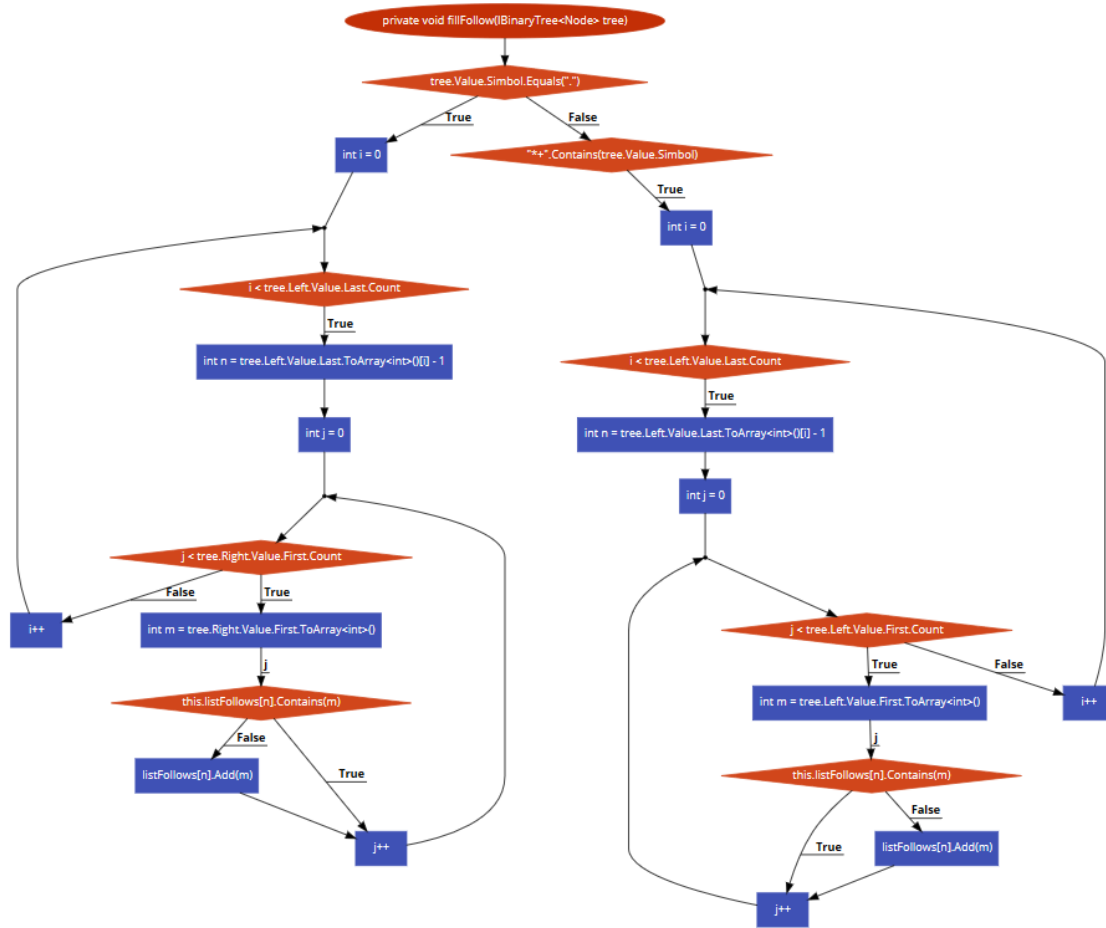 private void fillFollow(IBinaryTree<Node> tree)
tree.Value.Simbol.Equals(".")
True
False
int i = 0
"*+".Contains(tree.Value.Simbol)
True
int i = 0
i < tree.Left.Value.Last.Count
True
int n = tree.Left.Value.Last.ToArray<int>()[i] - 1
int j = 0
j < tree.Right.Value.First.Count
False
True
i++
int m = tree.Right.Value.First.ToArray<int>()
j
this.listFollows[n].Contains(m)
False
True
listFollows[n].Add(m)
j++
i < tree.Left.Value.Last.Count
True
int n = tree.Left.Value.Last.ToArray<int>()[i] - 1
int j = 0
j < tree.Left.Value.First.Count
True
False
int m = tree.Left.Value.First.ToArray<int>()
i++
j
this.listFollows[n].Contains(m)
False
True
listFollows[n].Add(m)
j++